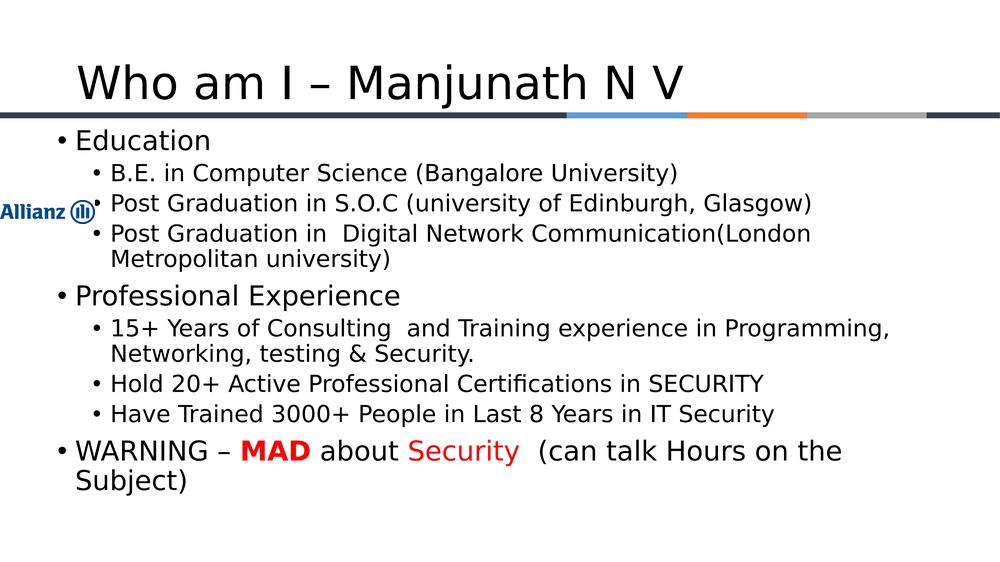 Who am I – Manjunath N V
• Education
• B.E. in Computer Science (Bangalore University)
Allianz
• Post Graduation in S.O.C (university of Edinburgh, Glasgow)
• Post Graduation in  Digital Network Communication(London
Metropolitan university)
• Professional Experience
• 15+ Years of Consulting  and Training experience in Programming,
Networking, testing & Security.
• Hold 20+ Active Professional Certifications in SECURITY
• Have Trained 3000+ People in Last 8 Years in IT Security
• WARNING – MAD about Security  (can talk Hours on the
Subject)